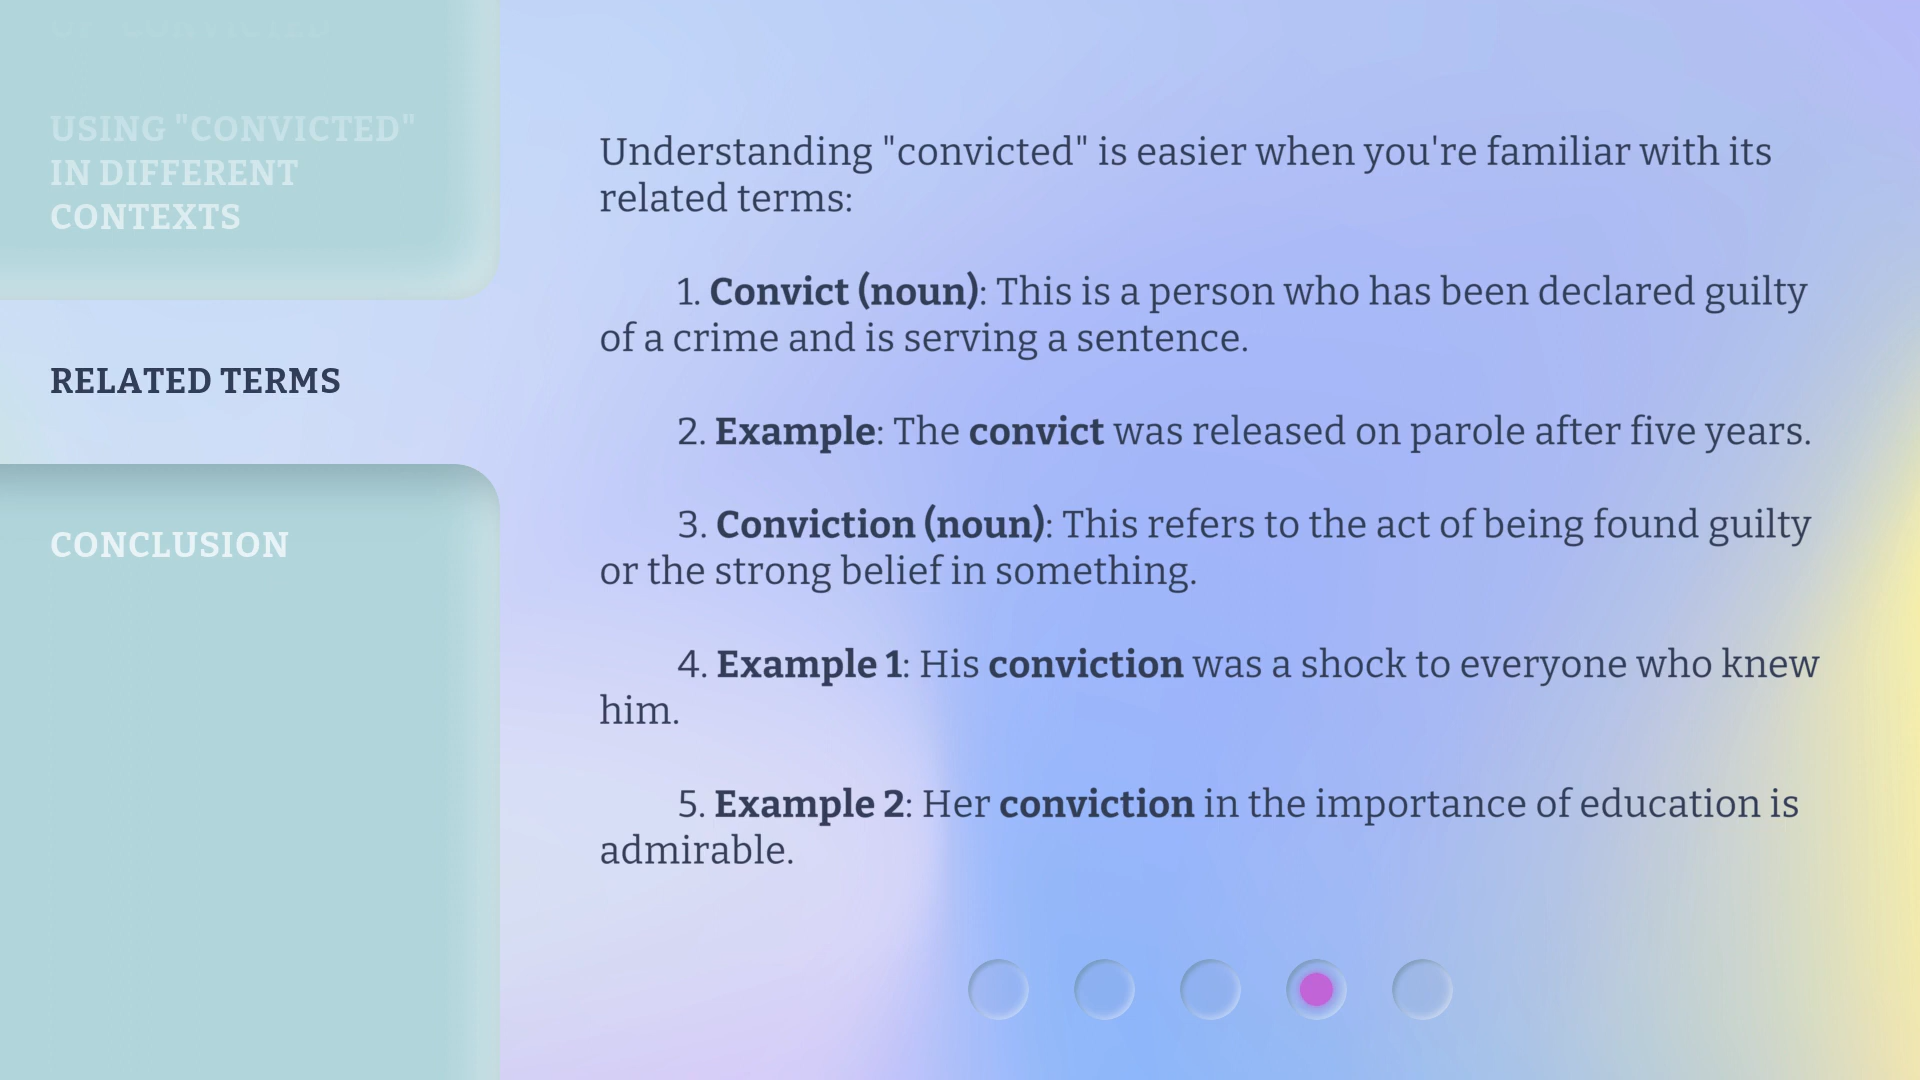 USING "CONVICTED"
IN DIFFERENT
CONTEXTS
RELATED TERMS
CONCLUSION
Understanding "convicted" is easier when you're familiar with its
related terms:
1. Convict (noun): This is a person who has been declared guilty
of a crime and is serving a sentence.
2. Example: The convict was released on parole after five years.
3. Conviction (noun): This refers to the act of being found guilty
or the strong belief in something.
4. Example 1: His conviction was a shock to everyone who knew
him.
5. Example 2: Her conviction in the importance of education is
admirable.